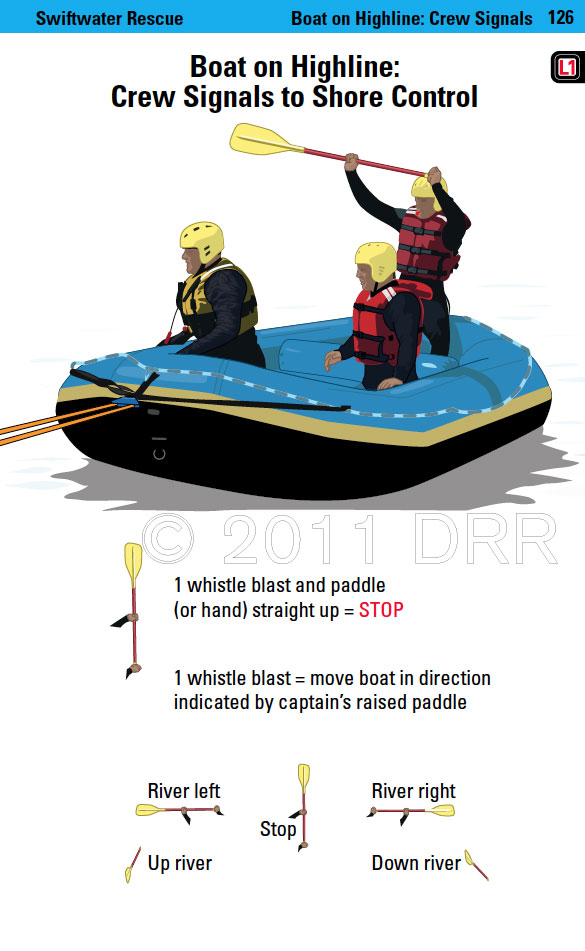 Swiftwater Rescue
Boat on Highline: Crew Signals 126
Boat on Highline:
Crew Signals to Shore Control
L1
© 2011 DRR
1 whistle blast and paddle
(or hand) straight up = STOP
1 whistle blast = move boat in direction
indicated by captain’s raised paddle
River left
River right
Stop
Up river
Down river